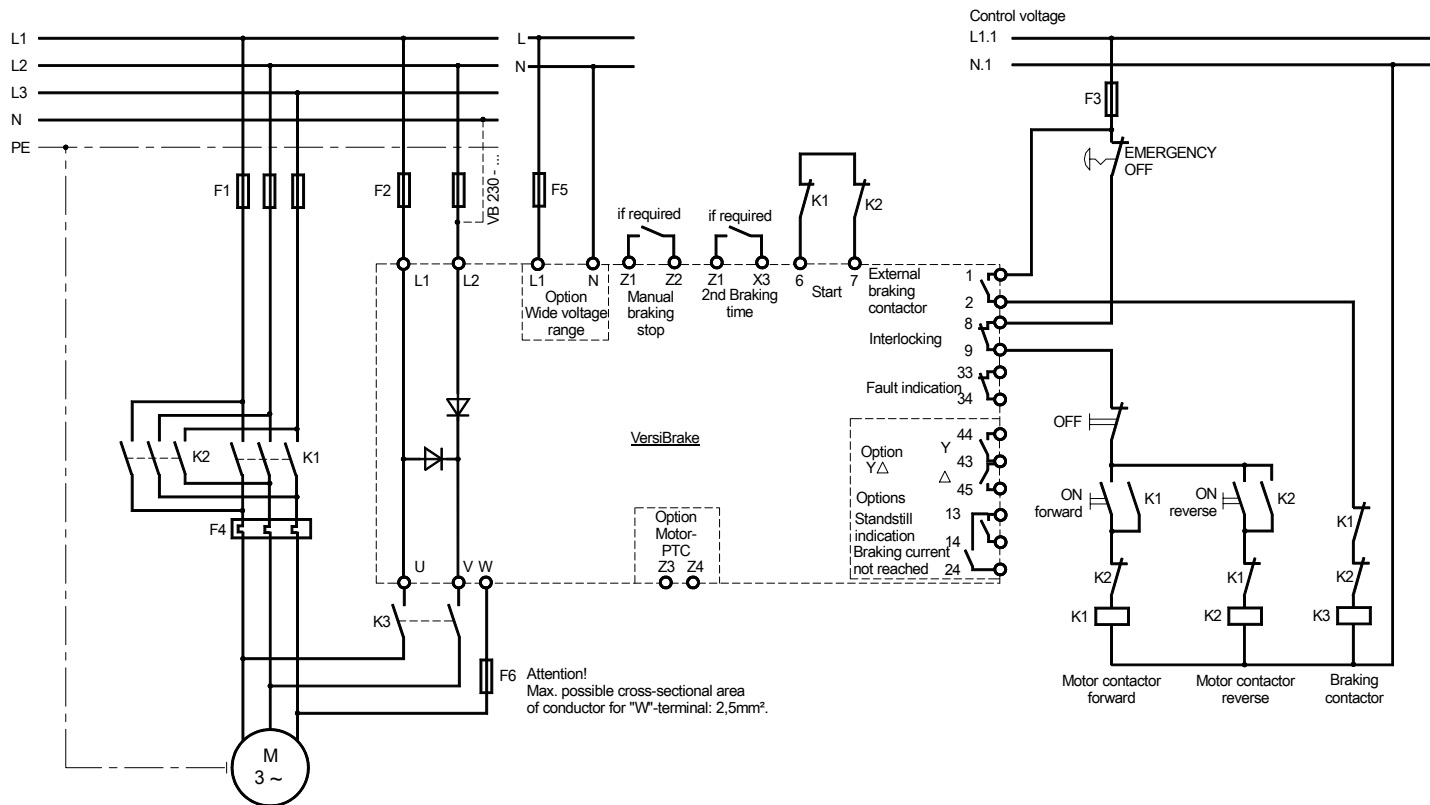 Control voltage
L1 L L1.1
L2 N N.1
L3
N
PE
F1 F2 VB 230 - ... F5 F3
EMERGENCY
OFF
K1 K2
if required if required
L1 L2 L1 N Z1 Z2 Z1 X3 6 7
Option
Wide voltage
range
Manual
braking
stop
2nd Braking
time
Start
External
braking
contactor
1
2
8
Interlocking
9
33
Fault indication
34
44
Option Y
YΔ
43
Δ
45
Options
13
Standstill
indication
14
Braking current
not reached 24
VersiBrake
Option
Motor-
PTC
Z3 Z4
K2 K1
F4
U V W
K3
F6
Attention!
Max. possible cross-sectional area
of conductor for "W"-terminal: 2,5mm².
M
3 ~
OFF
ON
forward
K1
ON
reverse
K2
K1
K2 K1 K2
K1 K2 K3
Motor contactor
forward
Motor contactor
reverse
Braking
contactor